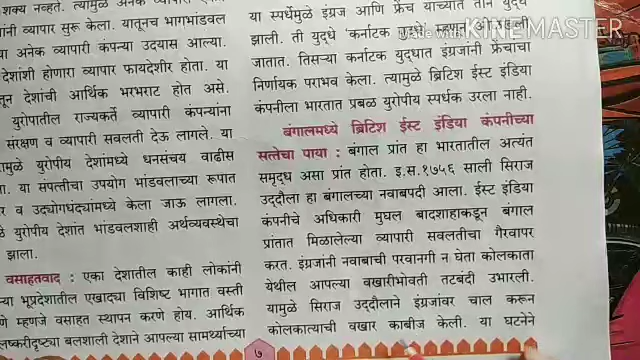 शक्य नव्हते. त्यामुळे अनेक व्यापारी
नी व्यापार सुरू केला. यातूनच भागभांडवल
या अनेक व्यापारी कंपन्या उदयास आल्या.
देशांशी होणारा व्यापार फायदेशीर होता. या
तून देशांची आर्थिक भरभराट होत असे.
युरोपातील राज्यकर्ते व्यापारी कंपन्यांना
संरक्षण व व्यापारी सवलती देऊ लागले. या
मुळे युरोपीय देशांमध्ये धनसंचय वाढीस
ा. या संपत्तीचा उपयोग भांडवलाच्या रूपात
र व उद्योगधंद्यांमध्ये केला जाऊ लागला.
े युरोपीय देशांत भांडवलशाही अर्थव्यवस्थेचा
झाला.
वसाहतवाद : एका देशातील काही लोकांनी
या भूप्रदेशातील एखाद्या विशिष्ट भागात वस्ती
णे म्हणजे वसाहत स्थापन करणे होय. आर्थिक
लष्करीदृष्ट्या बलशाली देशाने आपल्या सामर्थ्याच्या
या स्पर्धेमुळे इंग्रज आणि फ्रेंच यांच्यात तीन युद्धे
झाली. ती युद्धे 'कर्नाटक युद्धे' म्हणून ओळखली
जातात. तिसऱ्या कर्नाटक युद्धात इंग्रजांनी फ्रेंचांचा
निर्णायक पराभव केला. त्यामुळे ब्रिटिश ईस्ट इंडिया
कंपनीला भारतात प्रबळ युरोपीय स्पर्धक उरला नाही.
बंगालमध्ये ब्रिटिश ईस्ट इंडिया कंपनीच्या
सत्तेचा पाया : बंगाल प्रांत हा भारतातील अत्यंत
समृद्ध असा प्रांत होता. इ.स.१७५६ साली सिराज
उद्दौला हा बंगालच्या नवाबपदी आला. ईस्ट इंडिया
कंपनीचे अधिकारी मुघल बादशाहाकडून बंगाल
प्रांतात मिळालेल्या व्यापारी सवलतीचा गैरवापर
करत. इंग्रजांनी नवाबाची परवानगी न घेता कोलकाता
येथील आपल्या वखारीभोवती तटबंदी उभारली.
यामुळे सिराज उद्दौलाने इंग्रजांवर चाल करून
कोलकात्याची वखार काबीज केली. या घटनेने
७
Made with KINEMASTER